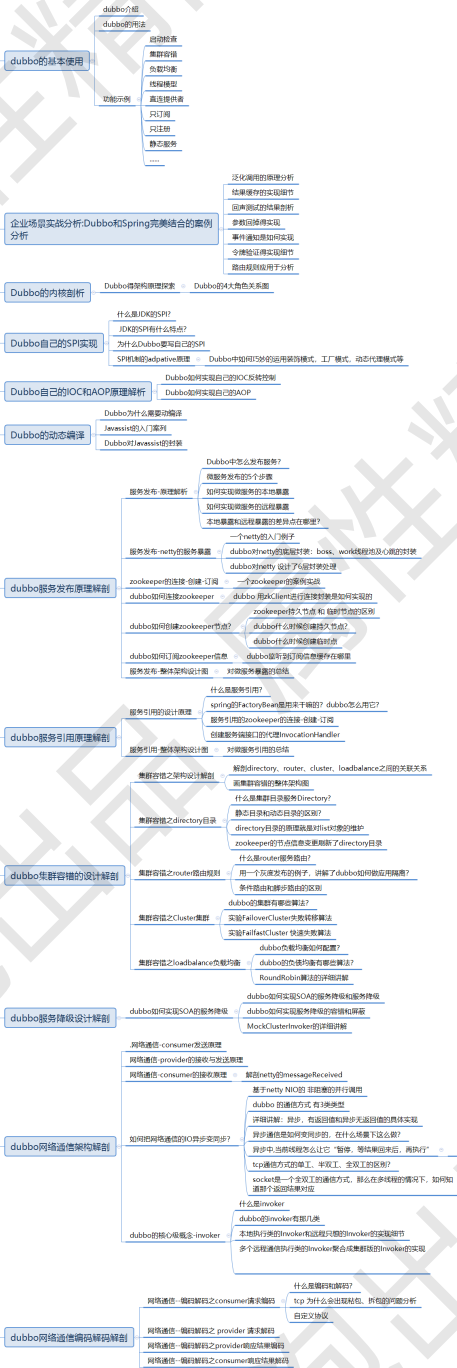 dubbo的基本使用
dubbo介绍
dubbo的用法
功能示例
启动检查
集群容错
负载均衡
线程模型
直连提供者
只订阅
只注册
静态服务
......
企业场景实战分析:Dubbo和Spring完美结合的案例
分析
泛化调用的原理分析
结果缓存的实现细节
回声测试的结果剖析
参数回掉得实现
事件通知是如何实现
令牌验证得实现细节
路由规则应用于分析
Dubbo的内核剖析
Dubbo得架构原理探索
Dubbo的4大角色关系图
Dubbo自己的SPI实现
什么是JDK的SPI?
JDK的SPI有什么特点?
为什么Dubbo要写自己的SPI
SPI机制的adpative原理
Dubbo中如何巧妙的运用装饰模式，工厂模式，动态代理模式等
Dubbo自己的IOC和AOP原理解析
Dubbo如何实现自己的IOC反转控制
Dubbo如何实现自己的AOP
Dubbo的动态编译
Dubbo为什么需要动编译
Javassist的入门案列
Dubbo对Javassist的封装
dubbo服务发布原理解剖
服务发布-原理解析
Dubbo中怎么发布服务？
微服务发布的5个步骤
如何实现微服务的本地暴露
如何实现微服务的远程暴露
本地暴露和远程暴露的差异点在哪里？
服务发布-netty的服务暴露
一个netty的入门例子
dubbo对netty的底层封装：boss、work线程池及心跳的封装
dubbo对netty 设计了6层封装处理
zookeeper的连接-创建-订阅
一个zookeeper的案例实战
dubbo如何连接zookeeper
dubbo 用zkClient进行连接封装是如何实现的
dubbo如何创建zookeeper节点？
zookeeper持久节点 和 临时节点的区别
dubbo什么时候创建持久节点？
dubbo什么时候创建临时点
dubbo如何订阅zookeeper信息
dubbo监听到订阅信息缓存在哪里
服务发布-整体架构设计图
对微服务暴露的总结
dubbo服务引用原理解剖
服务引用的设计原理
什么是服务引用?
spring的FactoryBean是用来干嘛的？dubbo怎么用它?
服务引用的zookeeper的连接-创建-订阅
创建服务端接口的代理InvocationHandler
服务引用-整体架构设计图
对微服务引用的总结
dubbo集群容错的设计解剖
集群容错之架构设计解剖
解剖directory、router、cluster、loadbalance之间的关联关系
画集群容错的整体架构图
集群容错之directory目录
什么是集群目录服务Directory?
静态目录和动态目录的区别?
directory目录的原理就是对list对象的维护
zookeeper的节点信息变更刷新了directory目录
集群容错之router路由规则
什么是router服务路由?
用一个灰度发布的例子，讲解了dubbo如何做应用隔离?
条件路由和脚步路由的区别
集群容错之Cluster集群
dubbo的集群有哪些算法?
实验FailoverCluster失败转移算法
实验FailfastCluster 快速失败算法
集群容错之loadbalance负载均衡
dubbo负载均衡如何配置?
dubbo的负债均衡有哪些算法?
RoundRobin算法的详细讲解
dubbo服务降级设计解剖
dubbo如何实现SOA的服务降级
dubbo如何实现SOA的服务降级和服务降级
dubbo如何实现服务降级的容错和屏蔽
MockClusterInvoker的详细讲解
dubbo网络通信架构解剖
.网络通信-consumer发送原理
网络通信-provider的接收与发送原理
网络通信-consumer的接收原理
解剖netty的messageReceived
如何把网络通信的IO异步变同步？
基于netty NIO的 非阻塞的并行调用
dubbo 的通信方式 有3类类型
详细讲解：异步，有返回值和异步无返回值的具体实现
异步通信是如何变同步的，在什么场景下这么做?
异步中,当前线程怎么让它 "暂停，等结果回来后，再执行"
tcp通信方式的单工、半双工、全双工的区别?
socket是一个全双工的通信方式，那么在多线程的情况下，如何知
道那个返回结果对应
dubbo的核心级概念-invoker
什么是invoker
dubbo的invoker有那几类
本地执行类的Invoker和远程只感的Invoker的实现细节
多个远程通信执行类的Invoker聚合成集群版的Invoker的实现
dubbo网络通信编码解码解剖
网络通信--编码解码之consumer请求编码
什么是编码和解码？
tcp 为什么会出现粘包、拆包的问题分析
自定义协议
网络通信--编码解码之 provider 请求解码
网络通信--编码解码之provider响应结果编码
网络通信--编码解码之consumer响应结果解码